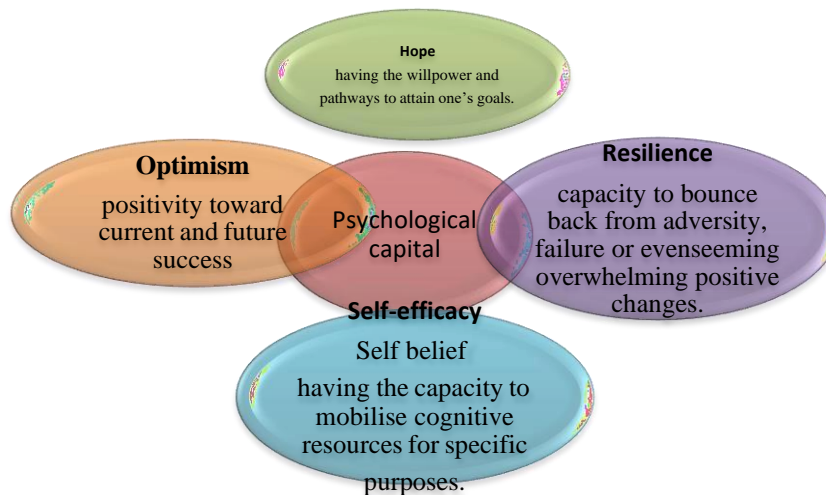 Hope
having the willpower and
pathways to attain one's goals.
Optimism
positivity toward
current and future
success
Psychological
capital
Resilience
capacity to bounce
back from adversity,
failure or evenseeming
overwhelming positive
changes.
Self-efficacy
Self belief
having the capacity to
mobilise cognitive
resources for specific
purposes.